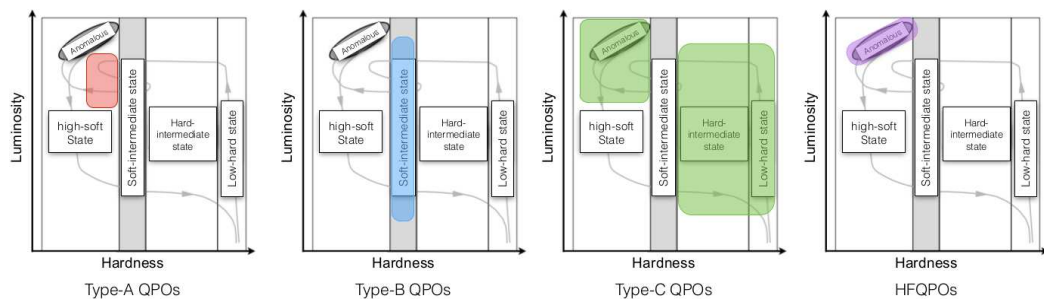 Luminosity
Anomalous
high-soft
State
Soft-intermediate state
Hard-
intermediate
state
Low-hard state
Hardness
Type-A QPOs
Luminosity
Anomalous
high-soft
State
Soft-intermediate state
Hard-
intermediate
state
Low-hard state
Hardness
Type-B QPOs
Luminosity
Anomalous
high-soft
State
Soft-intermediate state
Hard-
intermediate
state
Low-hard state
Hardness
Type-C QPOs
Luminosity
Anomalous
high-soft
State
Soft-intermediate state
Hard-
intermediate
state
Low-hard state
Hardness
HFQPOs